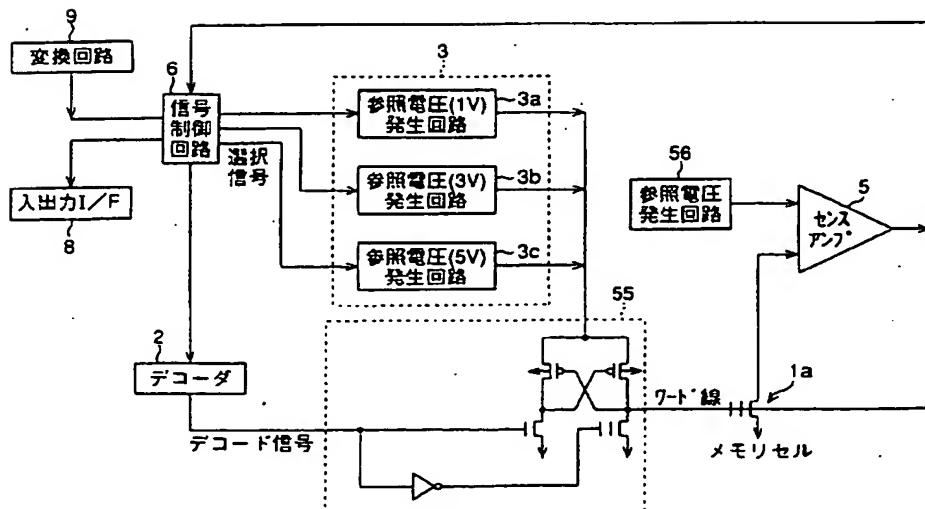 9
変換回路
6
信号
制御
回路
選択
信号
入出力I/F
8
3
参照電圧(1V)
発生回路
3a
参照電圧(3V)
発生回路
3b
参照電圧(5V)
発生回路
3c
56
参照電圧
発生回路
5
センス
アンプ
55
2
デコーダ
デコード信号
ワード線
1a
メモリセル